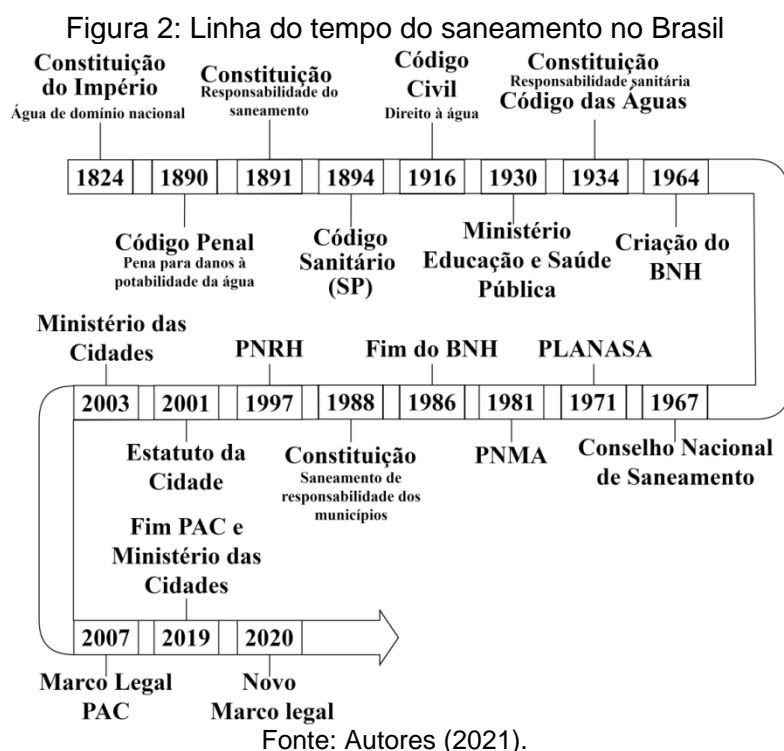 Figura 2: Linha do tempo do saneamento no Brasil
Constituição
do Império
Água de domínio nacional
Constituição
Responsabilidade do
saneamento
Código
Civil
Direito à
água
Constituição
Responsabilidade sanitária
Código das Águas
1824 1890 1891 1894 1916 1930 1934 1964
Código Penal
Pena para danos à
potabilidade da água
Código
Sanitário
(SP)
Ministério
Educação e Saúde
Pública
Criação do
BNH
Ministério das
Cidades
PNRH
Fim do BNH
PLANASA
2003 2001 1997 1988 1986 1981 1971 1967
Estatuto da
Cidade
Constituição
Saneamento de
responsabilidade dos
municípios
PNMA
Conselho Nacional
de Saneamento
Fim PAC e
Ministério das
Cidades
2007 2019 2020
Marco Legal
PAC
Novo
Marco legal
Fonte: Autores (2021).